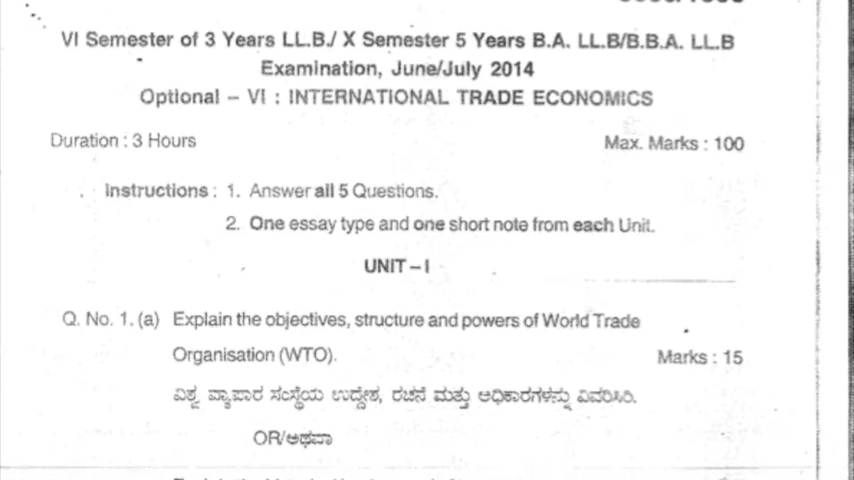 VI Semester of 3 Years LL.B./ X Semester 5 Years B.A. LL.B/B.B.A. LL.B
Examination, June/July 2014
Optional – VI : INTERNATIONAL TRADE ECONOMICS
Duration : 3 Hours
Max. Marks : 100
Instructions : 1. Answer all 5 Questions.
2. One essay type and one short note from each Unit.
UNIT – I
Q. No. 1. (a) Explain the objectives, structure and powers of World Trade
Organisation (WTO).
Marks : 15
ವಿಶ್ವ ವ್ಯಾಪಾರ ಸಂಸ್ಥೆಯ ಉದ್ದೇಶ, ರಚನೆ ಮತ್ತು ಅಧಿಕಾರಗಳನ್ನು ವಿವರಿಸಿರಿ.
OR/ಅಥವಾ